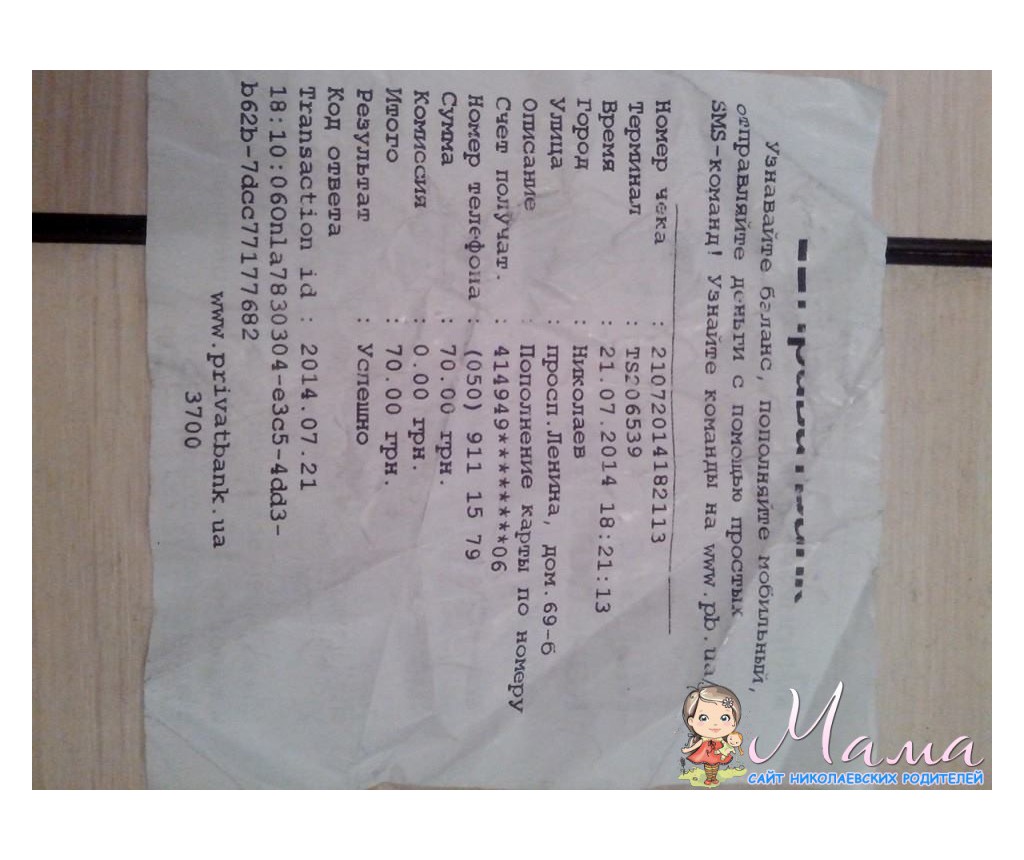 Приватбанк
Узнавайте баланс, пополняйте мобильный,
отправляйте деньги с помощью простых
SMS-команд! Узнайте команды на www.pb.ua/
Номер чека : 21072014182113
Терминал : TS206539
Время : 21.07.2014 18:21:13
Город : Николаев
Улица : просп.Ленина, дом.69-б
Описание : Пополнение карты по номеру
Счет получат. : 414949********06
Номер телефона : (050) 911 15 79
Сумма : 70.00 грн.
Комиссия : 0.00 грн.
Итого : 70.00 грн.
Результат : Успешно
Код ответа
Transaction id : 2014.07.21
18:10:06Onla7830304-e3c5-4dd3-
b62b-7dcc77177682
www.privatbank.ua
3700
Мама
САЙТ НИКОЛАЕВСКИХ РОДИТЕЛЕЙ